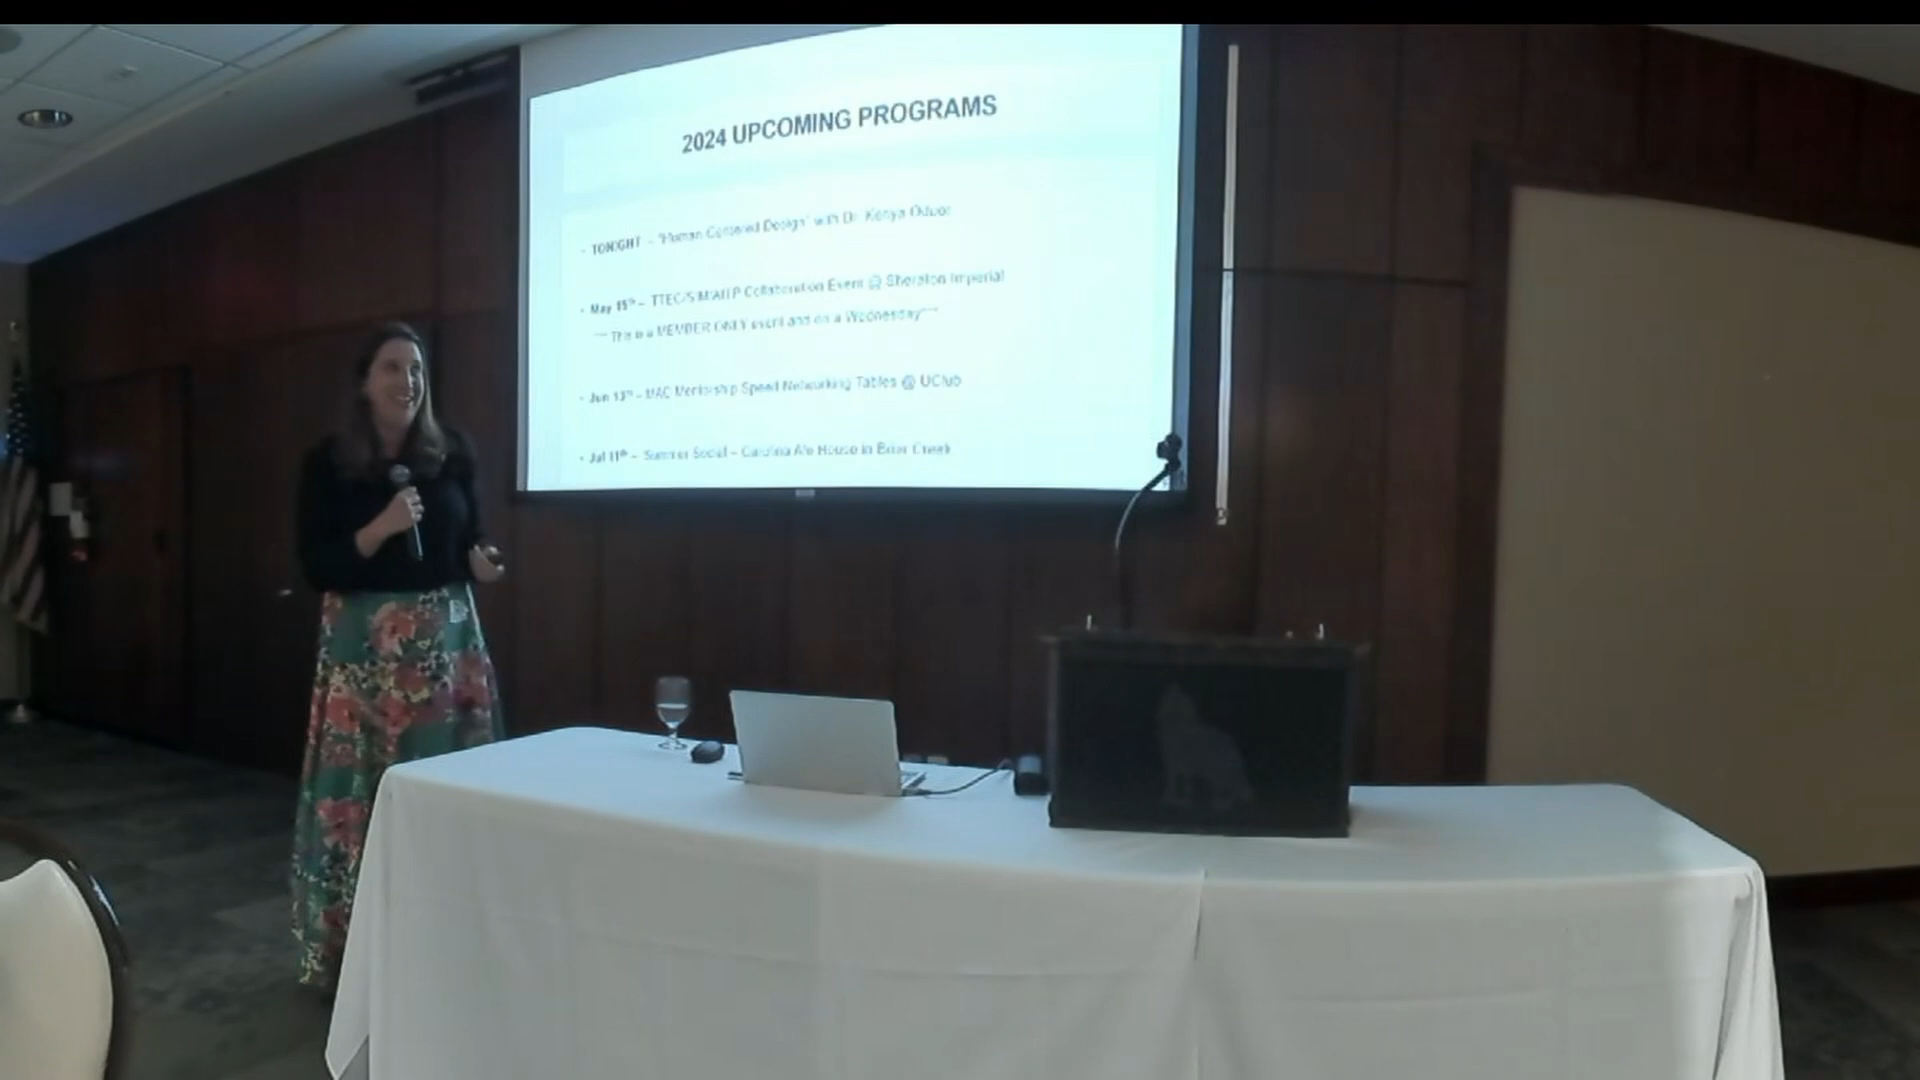 2024 UPCOMING PROGRAMS
- TONIGHT – "Human Centered Design" with Dr. Kenya Oduor
- May 15th – Collaboration Event @ Sheraton Imperial
*** This is a MEMBER ONLY event and on a Wednesday***
- Jun 13th – MAC Mentorship Speed Networking Tables @ UClub
- Jul 11th – Summer Social – Carolina Ale House in Brier Creek